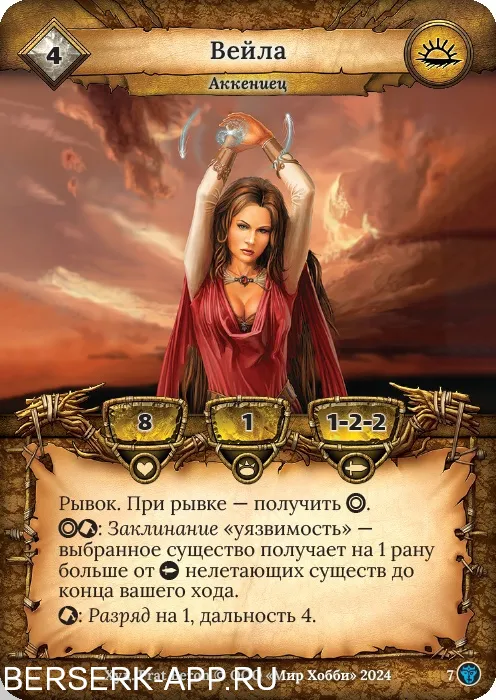 4
Вейла
Аккениец
8
1
1-2-2
Рывок. При рывке — получить .
: Заклинание «уязвимость» —
выбранное существо получает на 1 рану
больше от нелетающих существ до
конца вашего хода.
: Разряд на 1, дальность 4.
«Мир Хобби» 2024
7
BERSERK-APP.RU